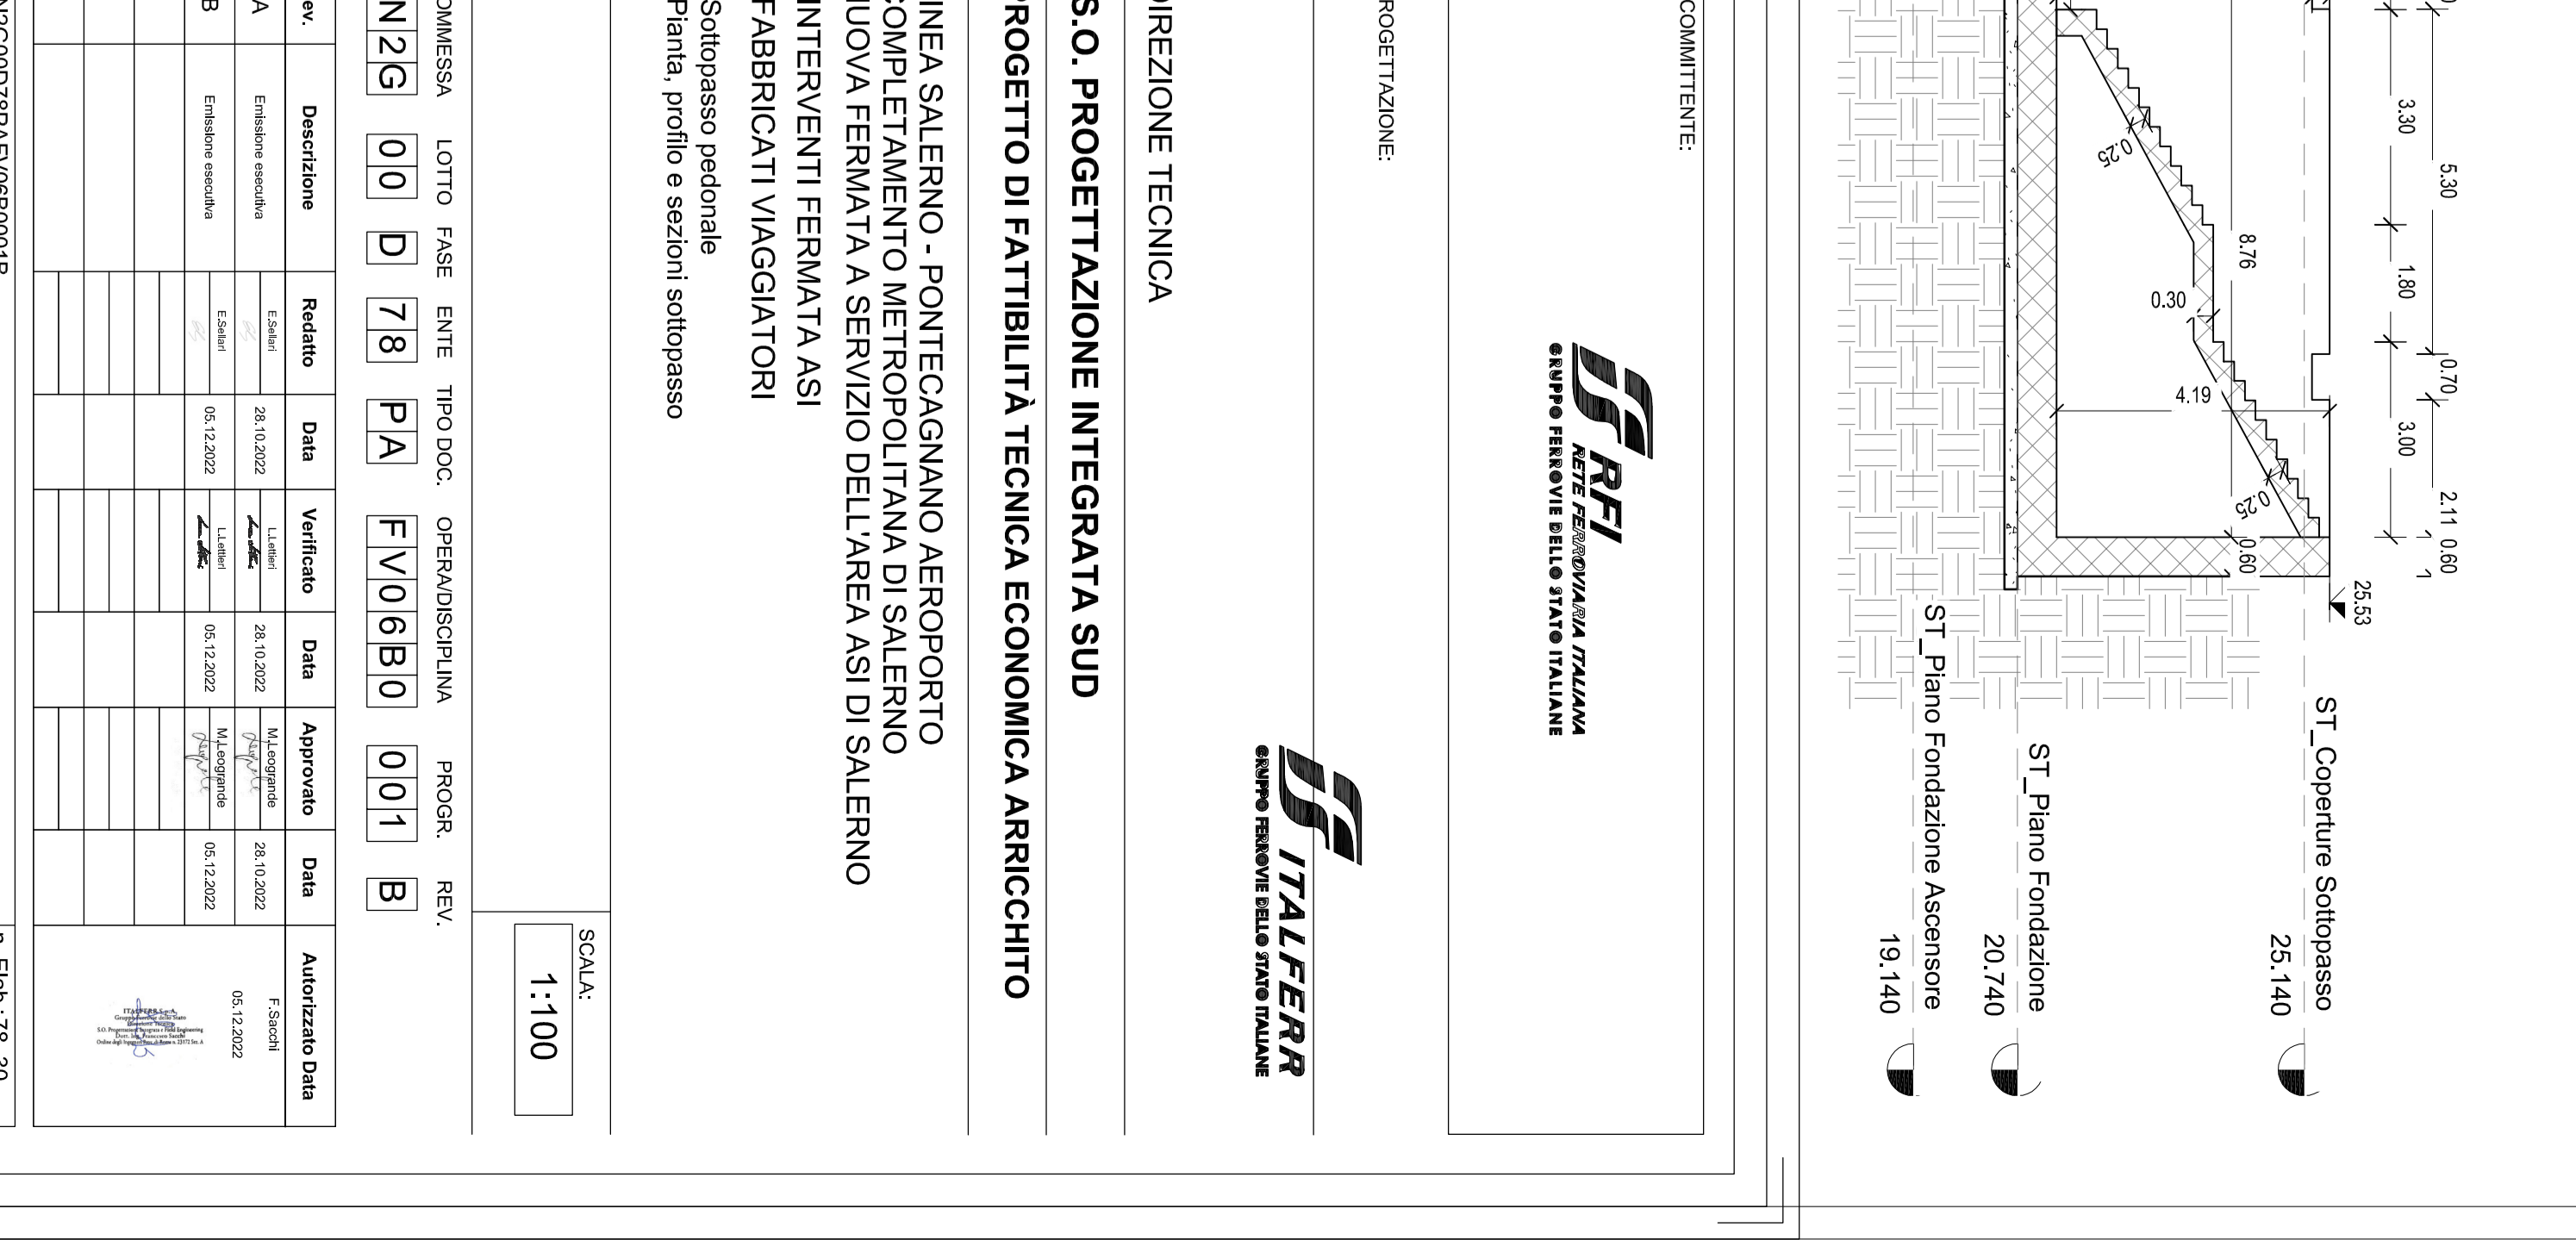 5.30
0.70
2.11
0.60
3.30
1.80
3.00
25.53
8.76
0.60
0.25
0.30
4.19
0.25
ST_Coperture Sottopasso
25.140
ST_Piano Fondazione
20.740
ST_Piano Fondazione Ascensore
19.140
COMMITTENTE:
RFI
RETE FERROVIARIA ITALIANA
GRUPPO FERROVIE DELLO STATO ITALIANE
ROGETTAZIONE:
ITALFERR
GRUPPO FERROVIE DELLO STATO ITALIANE
DIREZIONE TECNICA
S.O. PROGETTAZIONE INTEGRATA SUD
PROGETTO DI FATTIBILITÀ TECNICA ECONOMICA ARRICCHITO
INEA SALERNO - PONTECAGNANO AEROPORTO
COMPLETAMENTO METROPOLITANA DI SALERNO
NUOVA FERMATA A SERVIZIO DELL'AREA ASI DI SALERNO
INTERVENTI FERMATA ASI
FABBRICATI VIAGGIATORI
Sottopasso pedonale
Pianta, profilo e sezioni sottopasso
SCALA:
1:100
OMMESSA LOTTO FASE ENTE TIPO DOC. OPERA/DISCIPLINA PROGR. REV.
N2G 00 D 78 PA FV06B0 001 B
ev. Descrizione Redatto Data Verificato Data Approvato Data Autorizzato Data
A Emissione esecutiva E.Sellari 28.10.2022 L.Lettieri 28.10.2022 M.Leogrande 28.10.2022 F.Sacchi
05.12.2022
B Emissione esecutiva E.Sellari 05.12.2022 L.Lettieri 05.12.2022 M.Leogrande 05.12.2022
ITALFERR S.p.A.